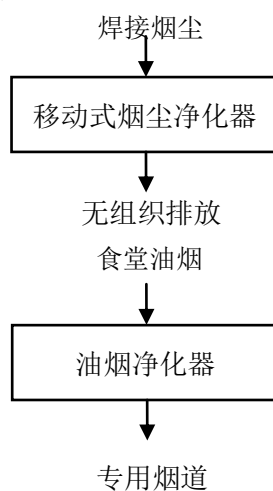 焊接烟尘
移动式烟尘净化器
无组织排放
食堂油烟
油烟净化器
专用烟道